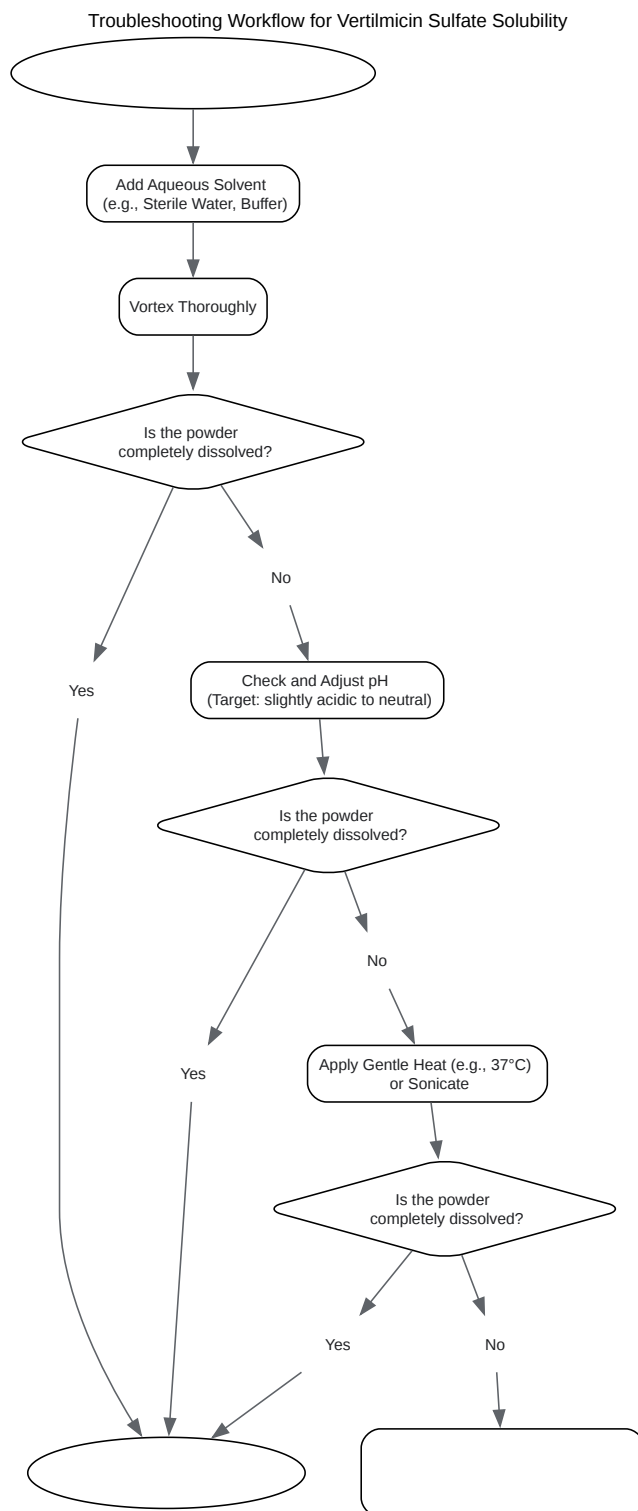 Troubleshooting Workflow for Vertilmicin Sulfate Solubility
Add Aqueous Solvent
(e.g., Sterile Water, Buffer)
Vortex Thoroughly
Is the powder
completely dissolved?
No
Yes
Check and Adjust pH
(Target: slightly acidic to neutral)
Is the powder
completely dissolved?
No
Yes
Apply Gentle Heat (e.g., 37°C)
or Sonicate
Is the powder
completely dissolved?
Yes
No